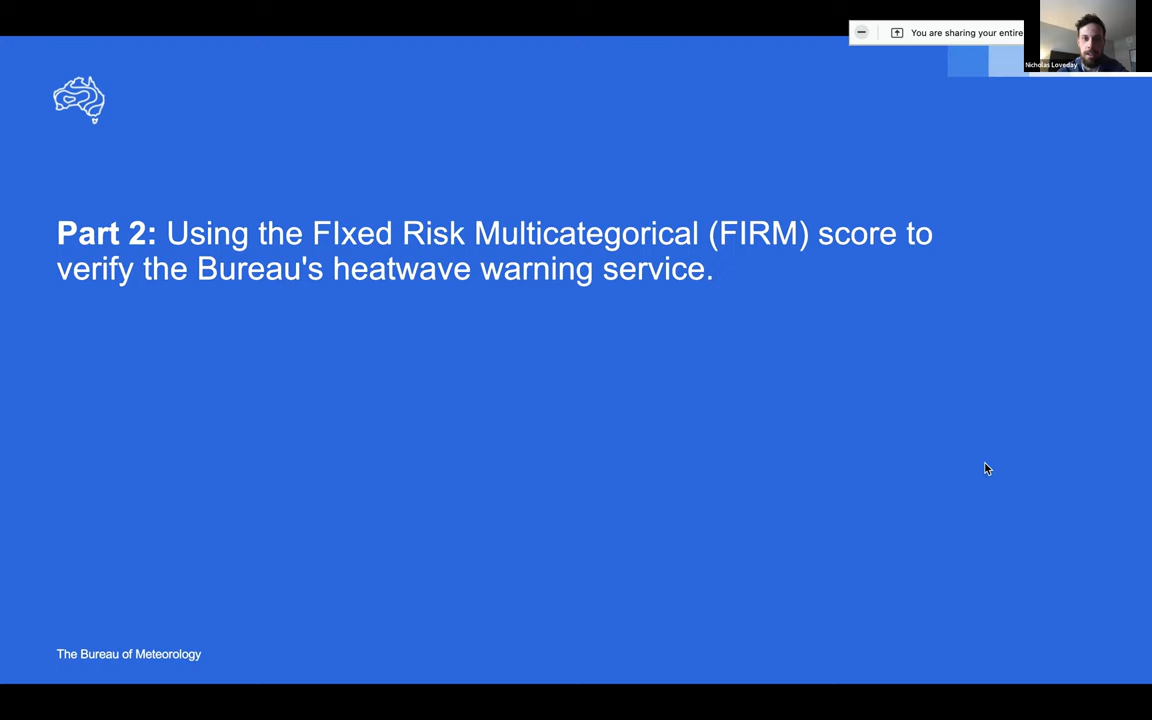 You are sharing your entire
Nicholas Loveday
Part 2: Using the FIxed Risk Multicategorical (FIRM) score to
verify the Bureau's heatwave warning service.
The Bureau of Meteorology